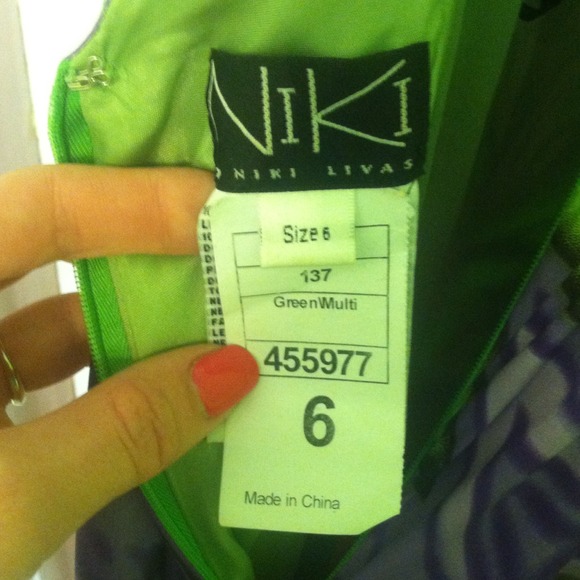 NIKI
NIKI LIVAS
Size 6
137
Green\Multi
455977
6
Made in China